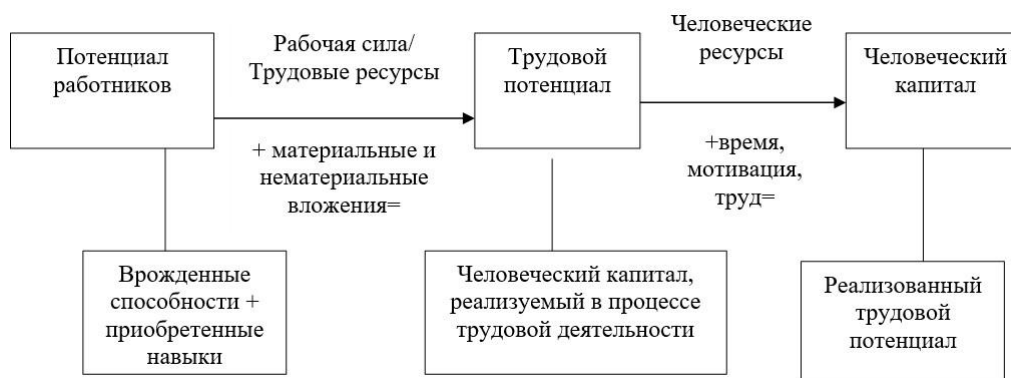 Потенциал
работников
Рабочая сила/
Трудовые ресурсы
+ материальные и
нематериальные
вложения=
Трудовой
потенциал
Человеческие
ресурсы
+время,
мотивация,
труд=
Человеческий
капитал
Врожденные
способности +
приобретенные
навыки
Человеческий капитал,
реализуемый в процессе
трудовой деятельности
Реализованный
трудовой
потенциал